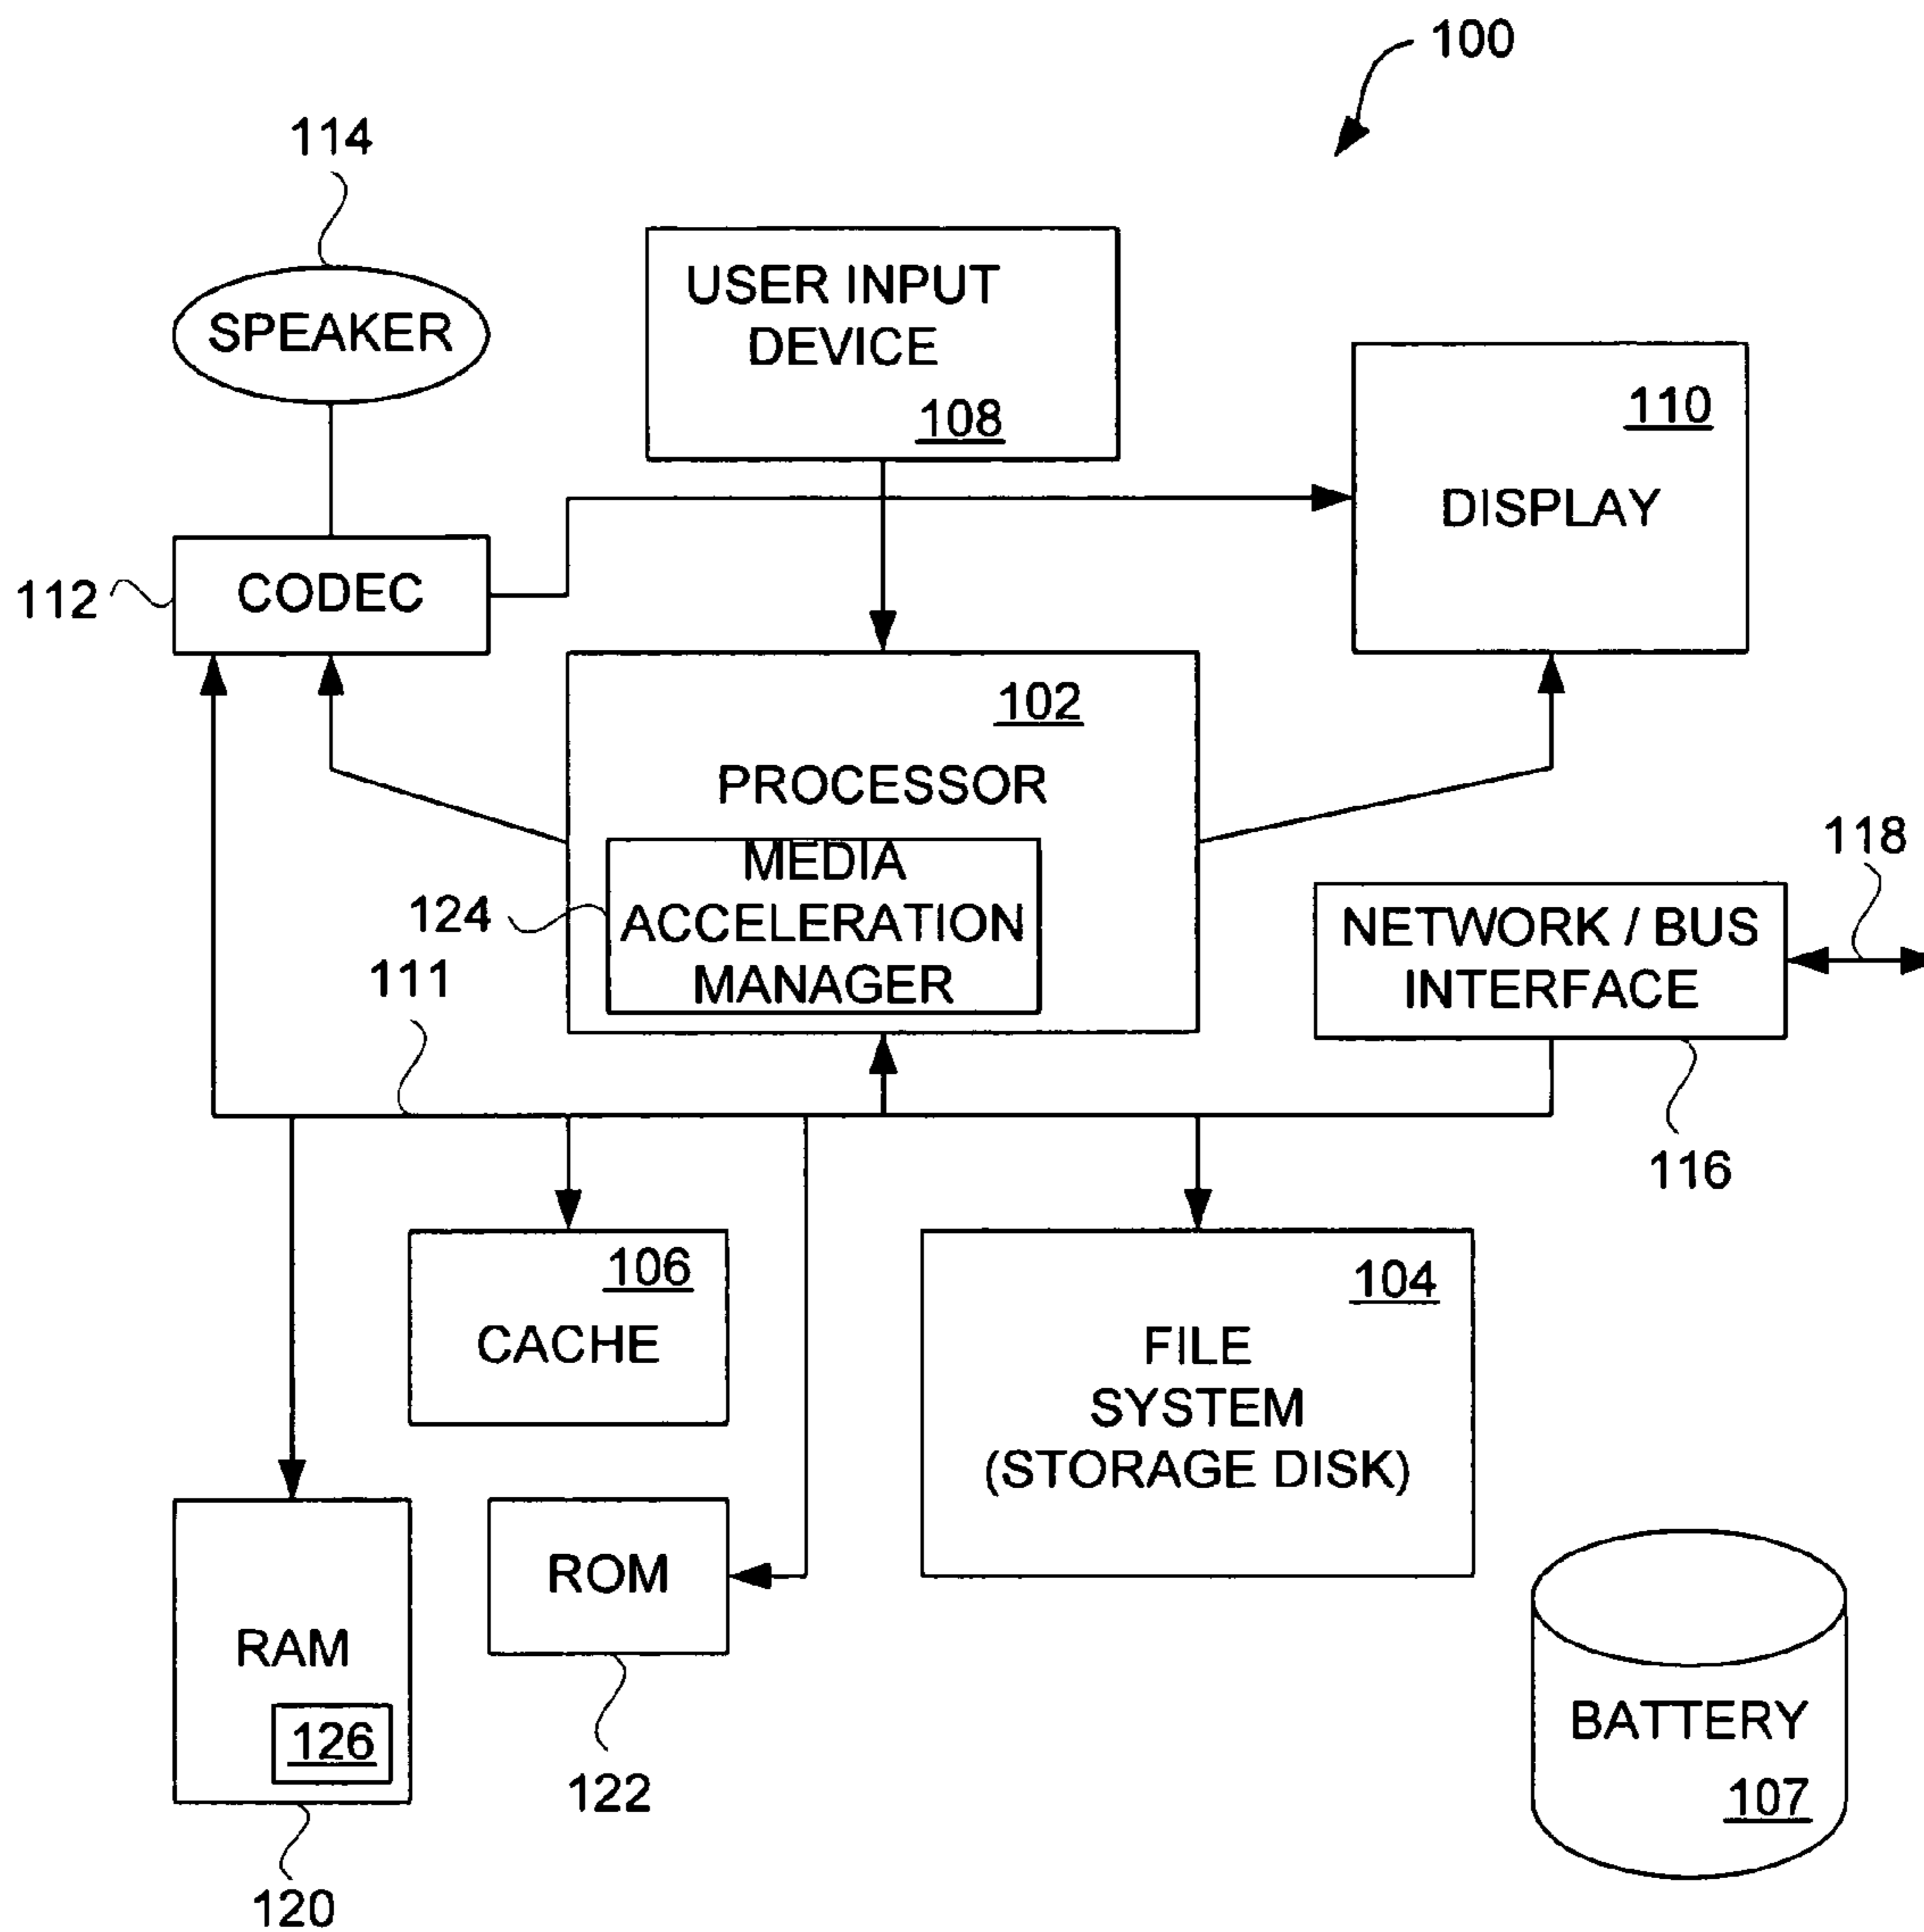 100
114
SPEAKER
USER INPUT
DEVICE
108
110
DISPLAY
112
CODEC
102
PROCESSOR
MEDIA
ACCELERATION
MANAGER
124
111
118
NETWORK / BUS
INTERFACE
116
106
CACHE
104
FILE
SYSTEM
(STORAGE DISK)
ROM
122
RAM
126
120
BATTERY
107